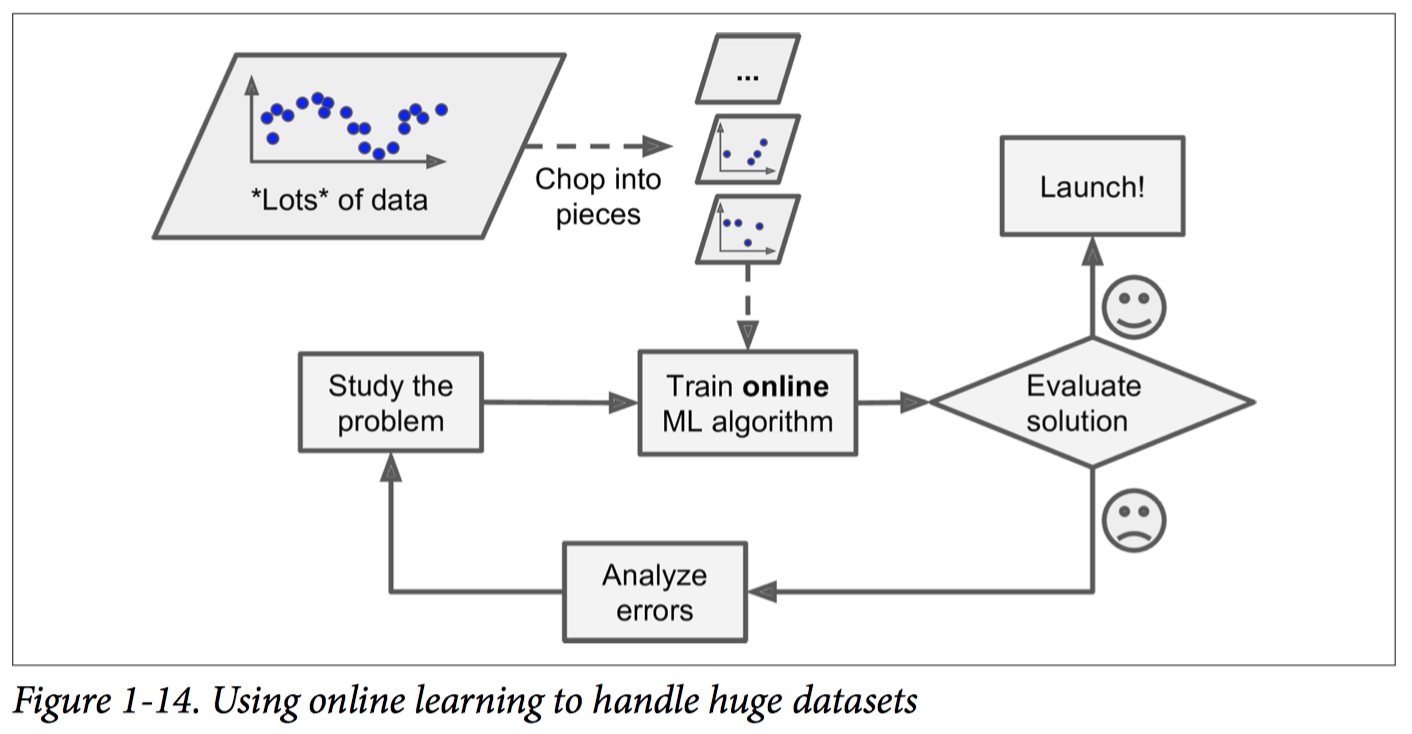 *Lots* of data
Chop into
pieces
...
Launch!
Study the
problem
Train online
ML algorithm
Evaluate
solution
Analyze
errors
Figure 1-14. Using online learning to handle huge datasets